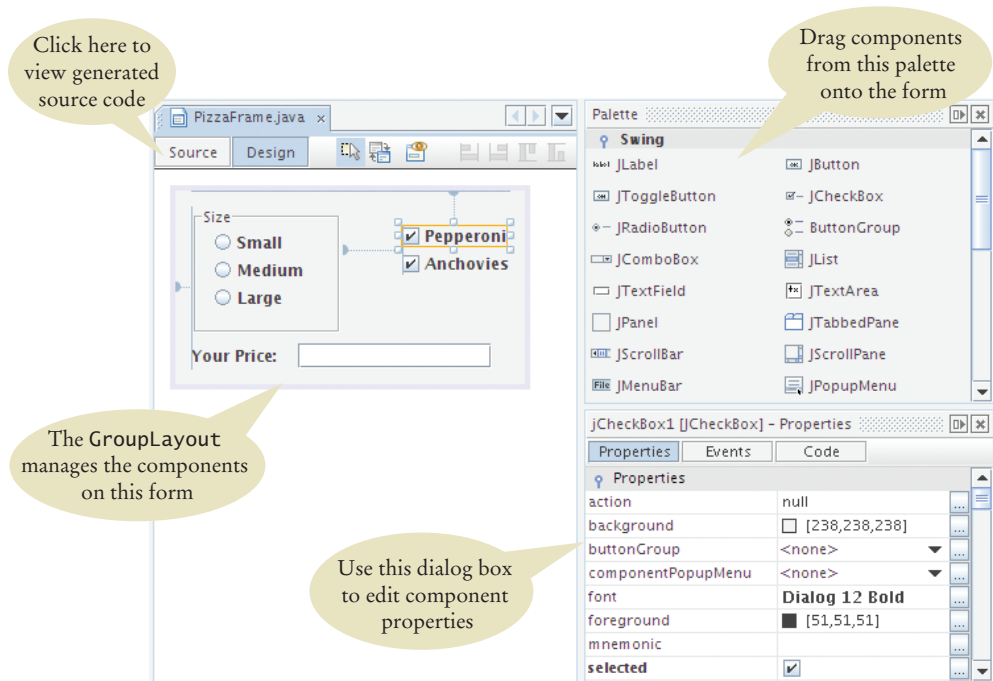 Click here to
view generated
source code
Drag components
from this palette
onto the form
PizzaFrame.java x
Source Design
Size
Small
Medium
Large
Pepperoni
Anchovies
Your Price:
Palette
Swing
label JLabel OK JButton
ON JToggleButton JCheckBox
JRadioButton ButtonGroup
JComboBox JList
JTextField JTextArea
JPanel JTabbedPane
JScrollBar JScrollPane
File JMenuBar JPopupMenu
The GroupLayout
manages the components
on this form
Use this dialog box
to edit component
properties
jCheckBox1 [JCheckBox] - Properties
Properties Events Code
Properties
action null ...
background [238,238,238] ...
buttonGroup <none> ...
componentPopupMenu <none> ...
font Dialog 12 Bold ...
foreground [51,51,51] ...
mnemonic ...
selected ...